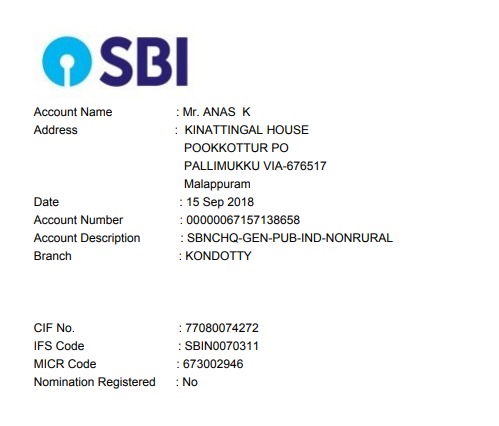 SBI
Account Name : Mr. ANAS K
Address : KINATTINGAL HOUSE
POOKKOTTUR PO
PALLIMUKKU VIA-676517
Malappuram
Date : 15 Sep 2018
Account Number : 00000067157138658
Account Description : SBNCHQ-GEN-PUB-IND-NONRURAL
Branch : KONDOTTY
CIF No. : 77080074272
IFS Code : SBIN0070311
MICR Code : 673002946
Nomination Registered : No